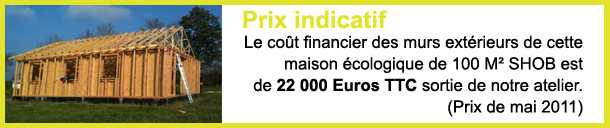 Prix indicatif
Le coût financier des murs extérieurs de cette
maison écologique de 100 M² SHOB est
de 22 000 Euros TTC sortie de notre atelier.
(Prix de mai 2011)